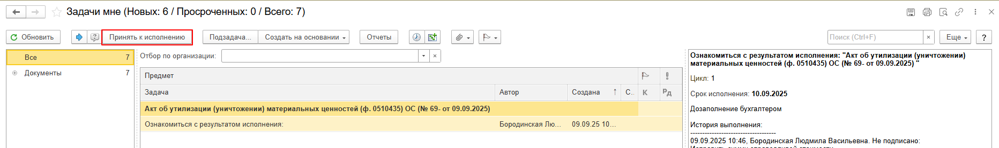 Задачи мне (Новых: 6 / Просроченных: 0 / Всего: 7)
Обновить Принять к исполнению Подзадача... Создать на основании Отчеты Поиск (Ctrl+F) × Еще ?
Все 7
Документы 7
Отбор по организации:
Предмет
Задача Автор Создана ↑ С.. К Рд
Акт об утилизации (уничтожении) материальных ценностей (ф. 0510435) ОС (№ 69- от 09.09.2025)
Ознакомиться с результатом исполнения: Бородинская Лю... 09.09.25 10...
Ознакомиться с результатом исполнения: "Акт об утилизации (уничтожении)
материальных ценностей (ф. 0510435) ОС (№ 69- от 09.09.2025) "
Цикл: 1
Срок исполнения: 10.09.2025
Дозаполнение бухгалтером
История выполнения:
-----------------------------------
09.09.2025 10:46, Бородинская Людмила Васильевна. Не подписано: